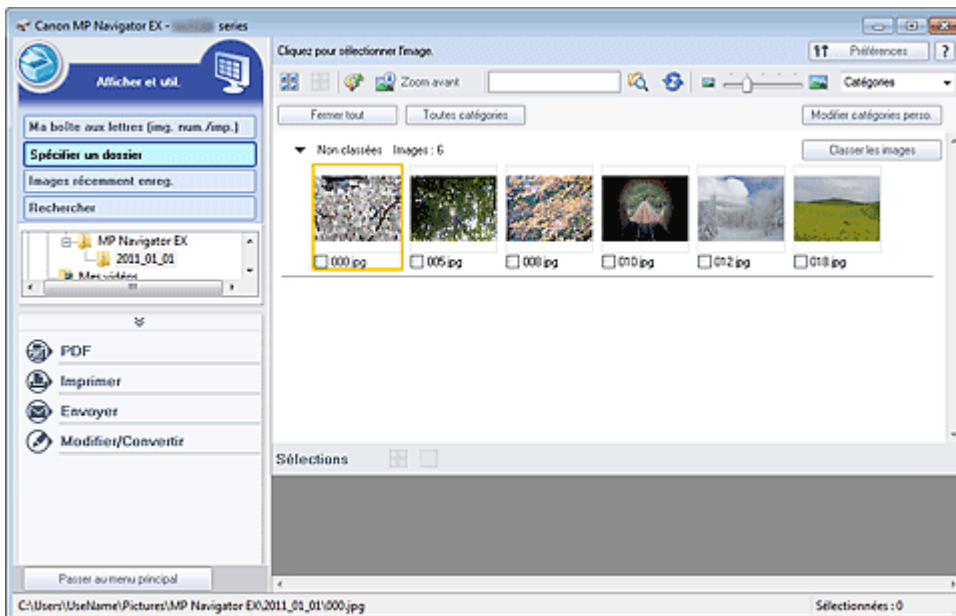 Canon MP Navigator EX - series
Afficher et util.
Ma boîte aux lettres (img. num./imp.)
Spécifier un dossier
Images récemment enreg.
Rechercher
MP Navigator EX
2011_01_01
Mes vidéos
PDF
Imprimer
Envoyer
Modifier/Convertir
Passer au menu principal
Cliquez pour sélectionner l'image.
Préférences
?
Zoom avant
Catégories
Fermer tout
Toutes catégories
Modifier catégories perso.
Non classées Images : 6
Classer les images
000.jpg
005.jpg
008.jpg
010.jpg
012.jpg
018.jpg
Sélections
C:\Users\UseName\Pictures\MP Navigator EX\2011_01_01\000.jpg
Sélectionnées : 0